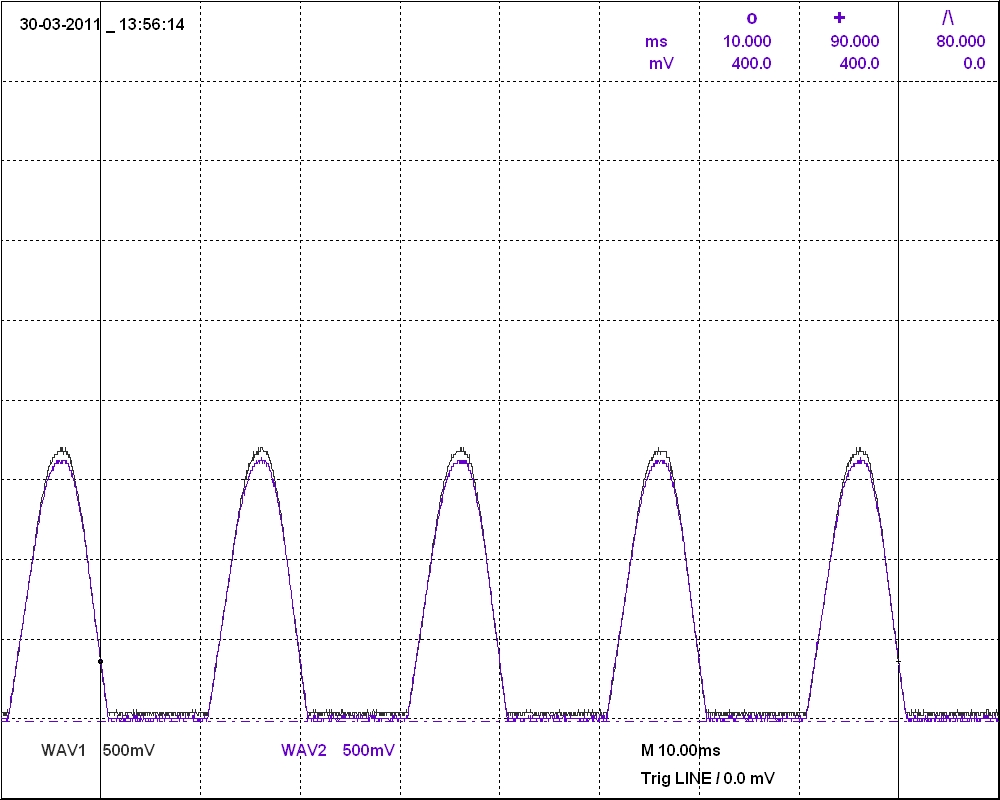 30-03-2011 _ 13:56:14
o + /\
ms 10.000 90.000 80.000
mV 400.0 400.0 0.0
WAV1 500mV WAV2 500mV M 10.00ms
Trig LINE / 0.0 mV